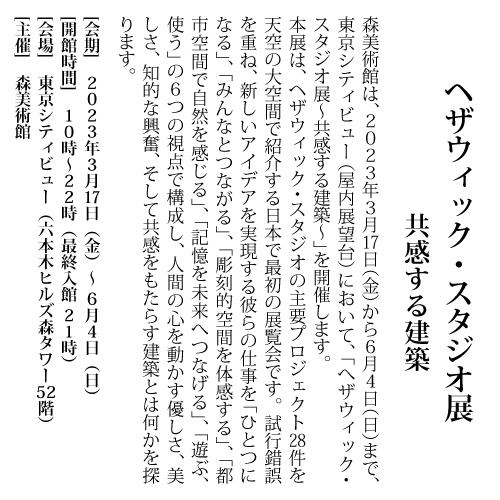 ヘザウィック・スタジオ展
共感する建築
森美術館は、２０２３年３月17日（金）から６月４日（日）まで、
東京シティビュー（屋内展望台）において、「ヘザウィック・
スタジオ展～共感する建築～」を開催します。
本展は、ヘザウィック・スタジオの主要プロジェクト28件を
天空の大空間で紹介する日本で最初の展覧会です。試行錯誤
を重ね、新しいアイデアを実現する彼らの仕事を「ひとつに
なる」、「みんなとつながる」、「彫刻的空間を体感する」、「都
市空間で自然を感じる」、「記憶を未来へつなげる」、「遊ぶ、
使う」の６つの視点で構成し、人間の心を動かす優しさ、美
しさ、知的な興奮、そして共感をもたらす建築とは何かを探
ります。
［会期］　２０２３年３月17日（金）～６月４日（日）
［開館時間］　１０時～２２時（最終入館 ２１時）
［会場］　東京シティビュー（六本木ヒルズ森タワー52階）
［主催］　森美術館